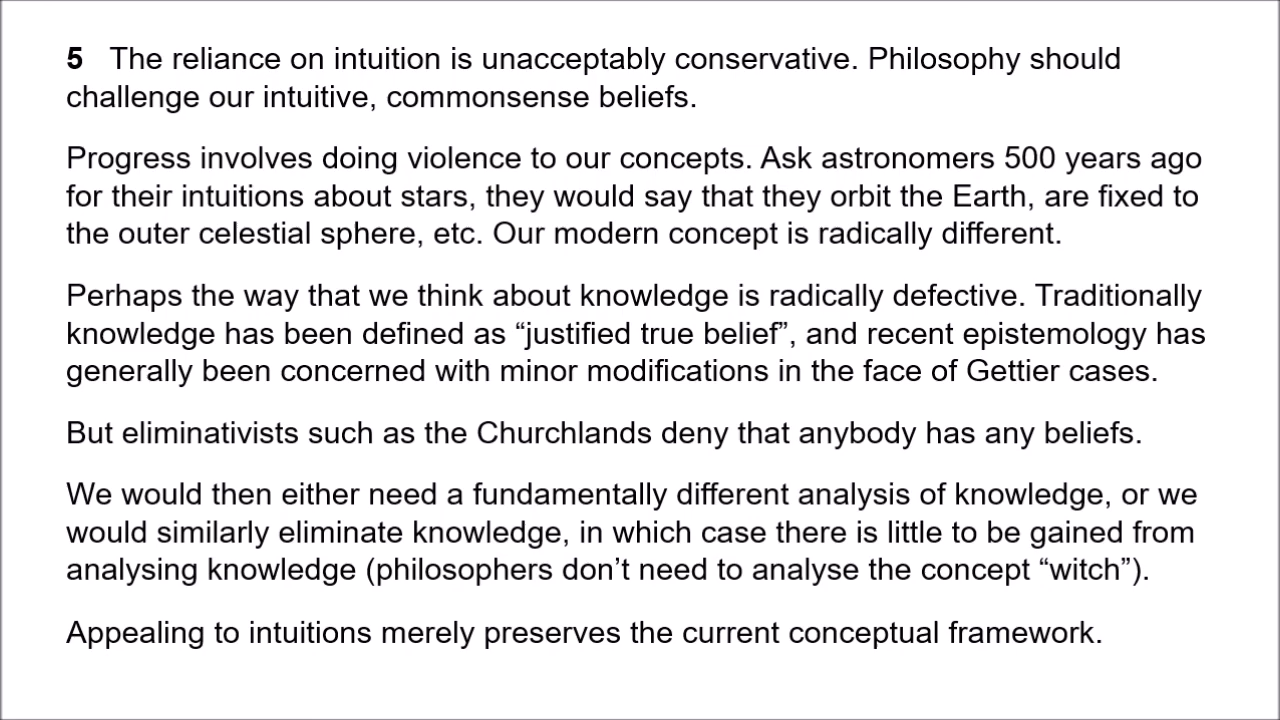 5 The reliance on intuition is unacceptably conservative. Philosophy should
challenge our intuitive, commonsense beliefs.
Progress involves doing violence to our concepts. Ask astronomers 500 years ago
for their intuitions about stars, they would say that they orbit the Earth, are fixed to
the outer celestial sphere, etc. Our modern concept is radically different.
Perhaps the way that we think about knowledge is radically defective. Traditionally
knowledge has been defined as “justified true belief”, and recent epistemology has
generally been concerned with minor modifications in the face of Gettier cases.
But eliminativists such as the Churchlands deny that anybody has any beliefs.
We would then either need a fundamentally different analysis of knowledge, or we
would similarly eliminate knowledge, in which case there is little to be gained from
analysing knowledge (philosophers don’t need to analyse the concept “witch”).
Appealing to intuitions merely preserves the current conceptual framework.